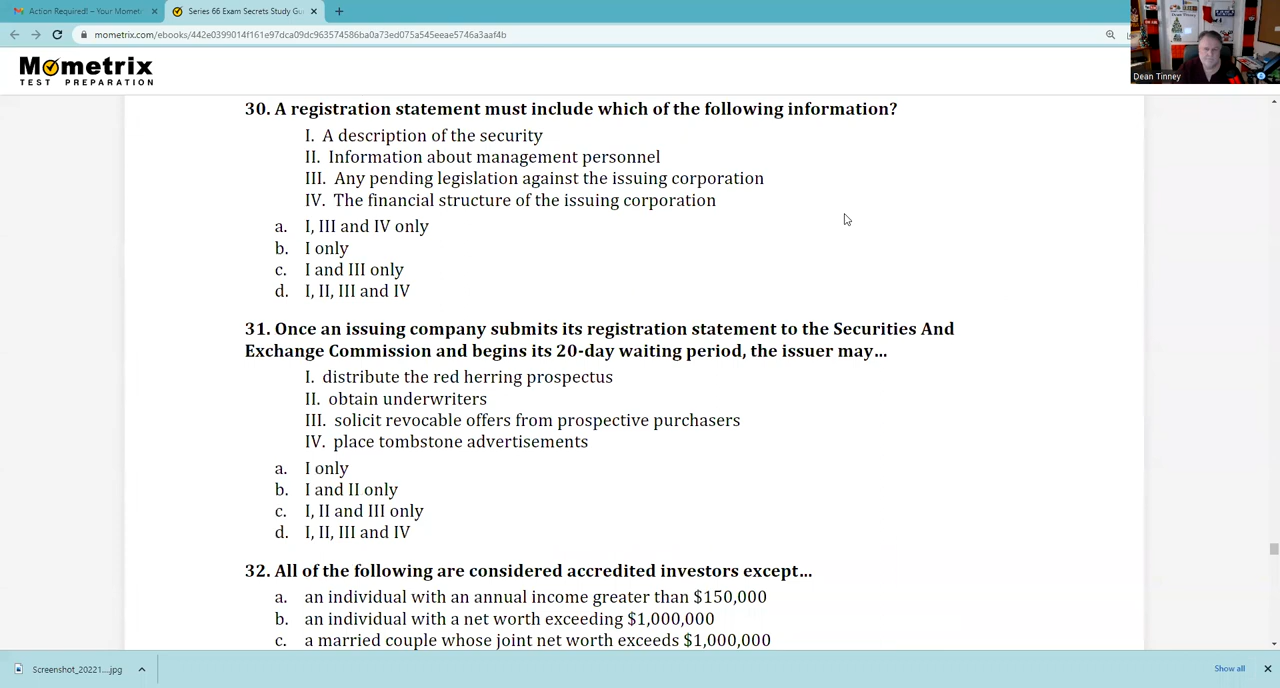 Action Required! – Your Momet
Series 66 Exam Secrets Study Gu
mometrix.com/ebooks/442e0399014f161e97dca09dc963574586ba0a73ed075a545eeae5746a3aaf4b
Mometrix
TEST PREPARATION
Dean Tinney
30. A registration statement must include which of the following information?
I. A description of the security
II. Information about management personnel
III. Any pending legislation against the issuing corporation
IV. The financial structure of the issuing corporation
a. I, III and IV only
b. I only
c. I and III only
d. I, II, III and IV
31. Once an issuing company submits its registration statement to the Securities And
Exchange Commission and begins its 20-day waiting period, the issuer may…
I. distribute the red herring prospectus
II. obtain underwriters
III. solicit revocable offers from prospective purchasers
IV. place tombstone advertisements
a. I only
b. I and II only
c. I, II and III only
d. I, II, III and IV
32. All of the following are considered accredited investors except…
a. an individual with an annual income greater than $150,000
b. an individual with a net worth exceeding $1,000,000
c. a married couple whose joint net worth exceeds $1,000,000
Screenshot_20221....jpg
Show all